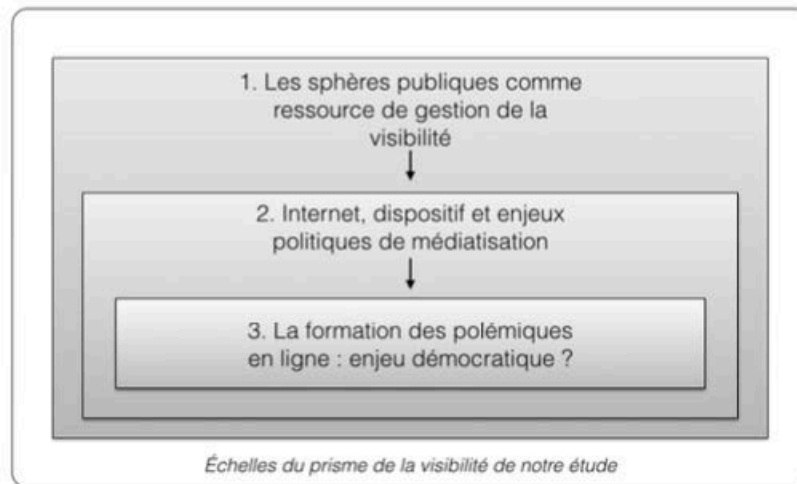 1. Les sphères publiques comme
ressource de gestion de la
visibilité
2. Internet, dispositif et enjeux
politiques de médiatisation
3. La formation des polémiques
en ligne : enjeu démocratique ?
Échelles du prisme de la visibilité de notre étude